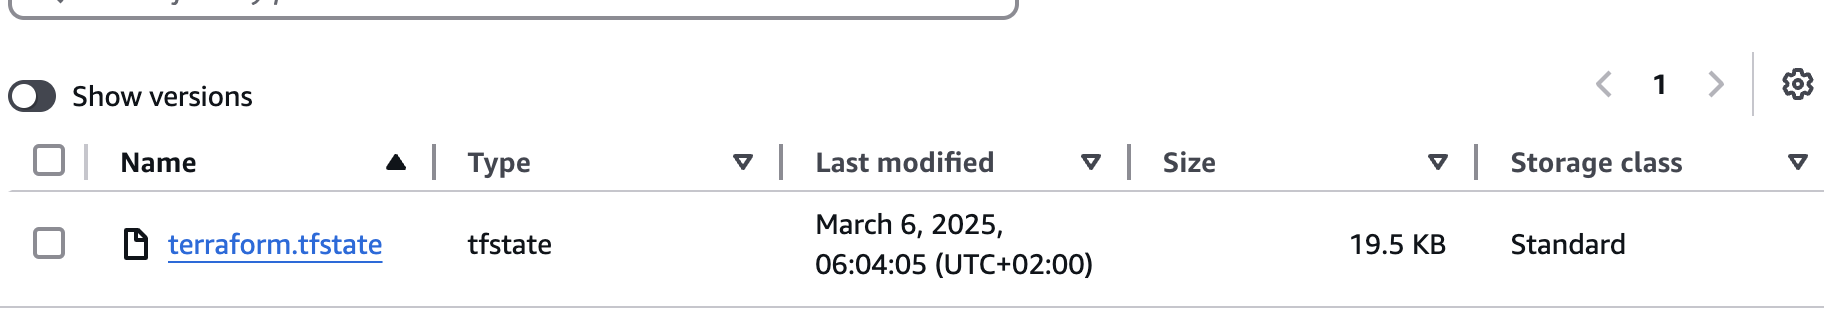 Show versions
1
Name Type Last modified Size Storage class
terraform.tfstate tfstate March 6, 2025, 19.5 KB Standard
06:04:05 (UTC+02:00)